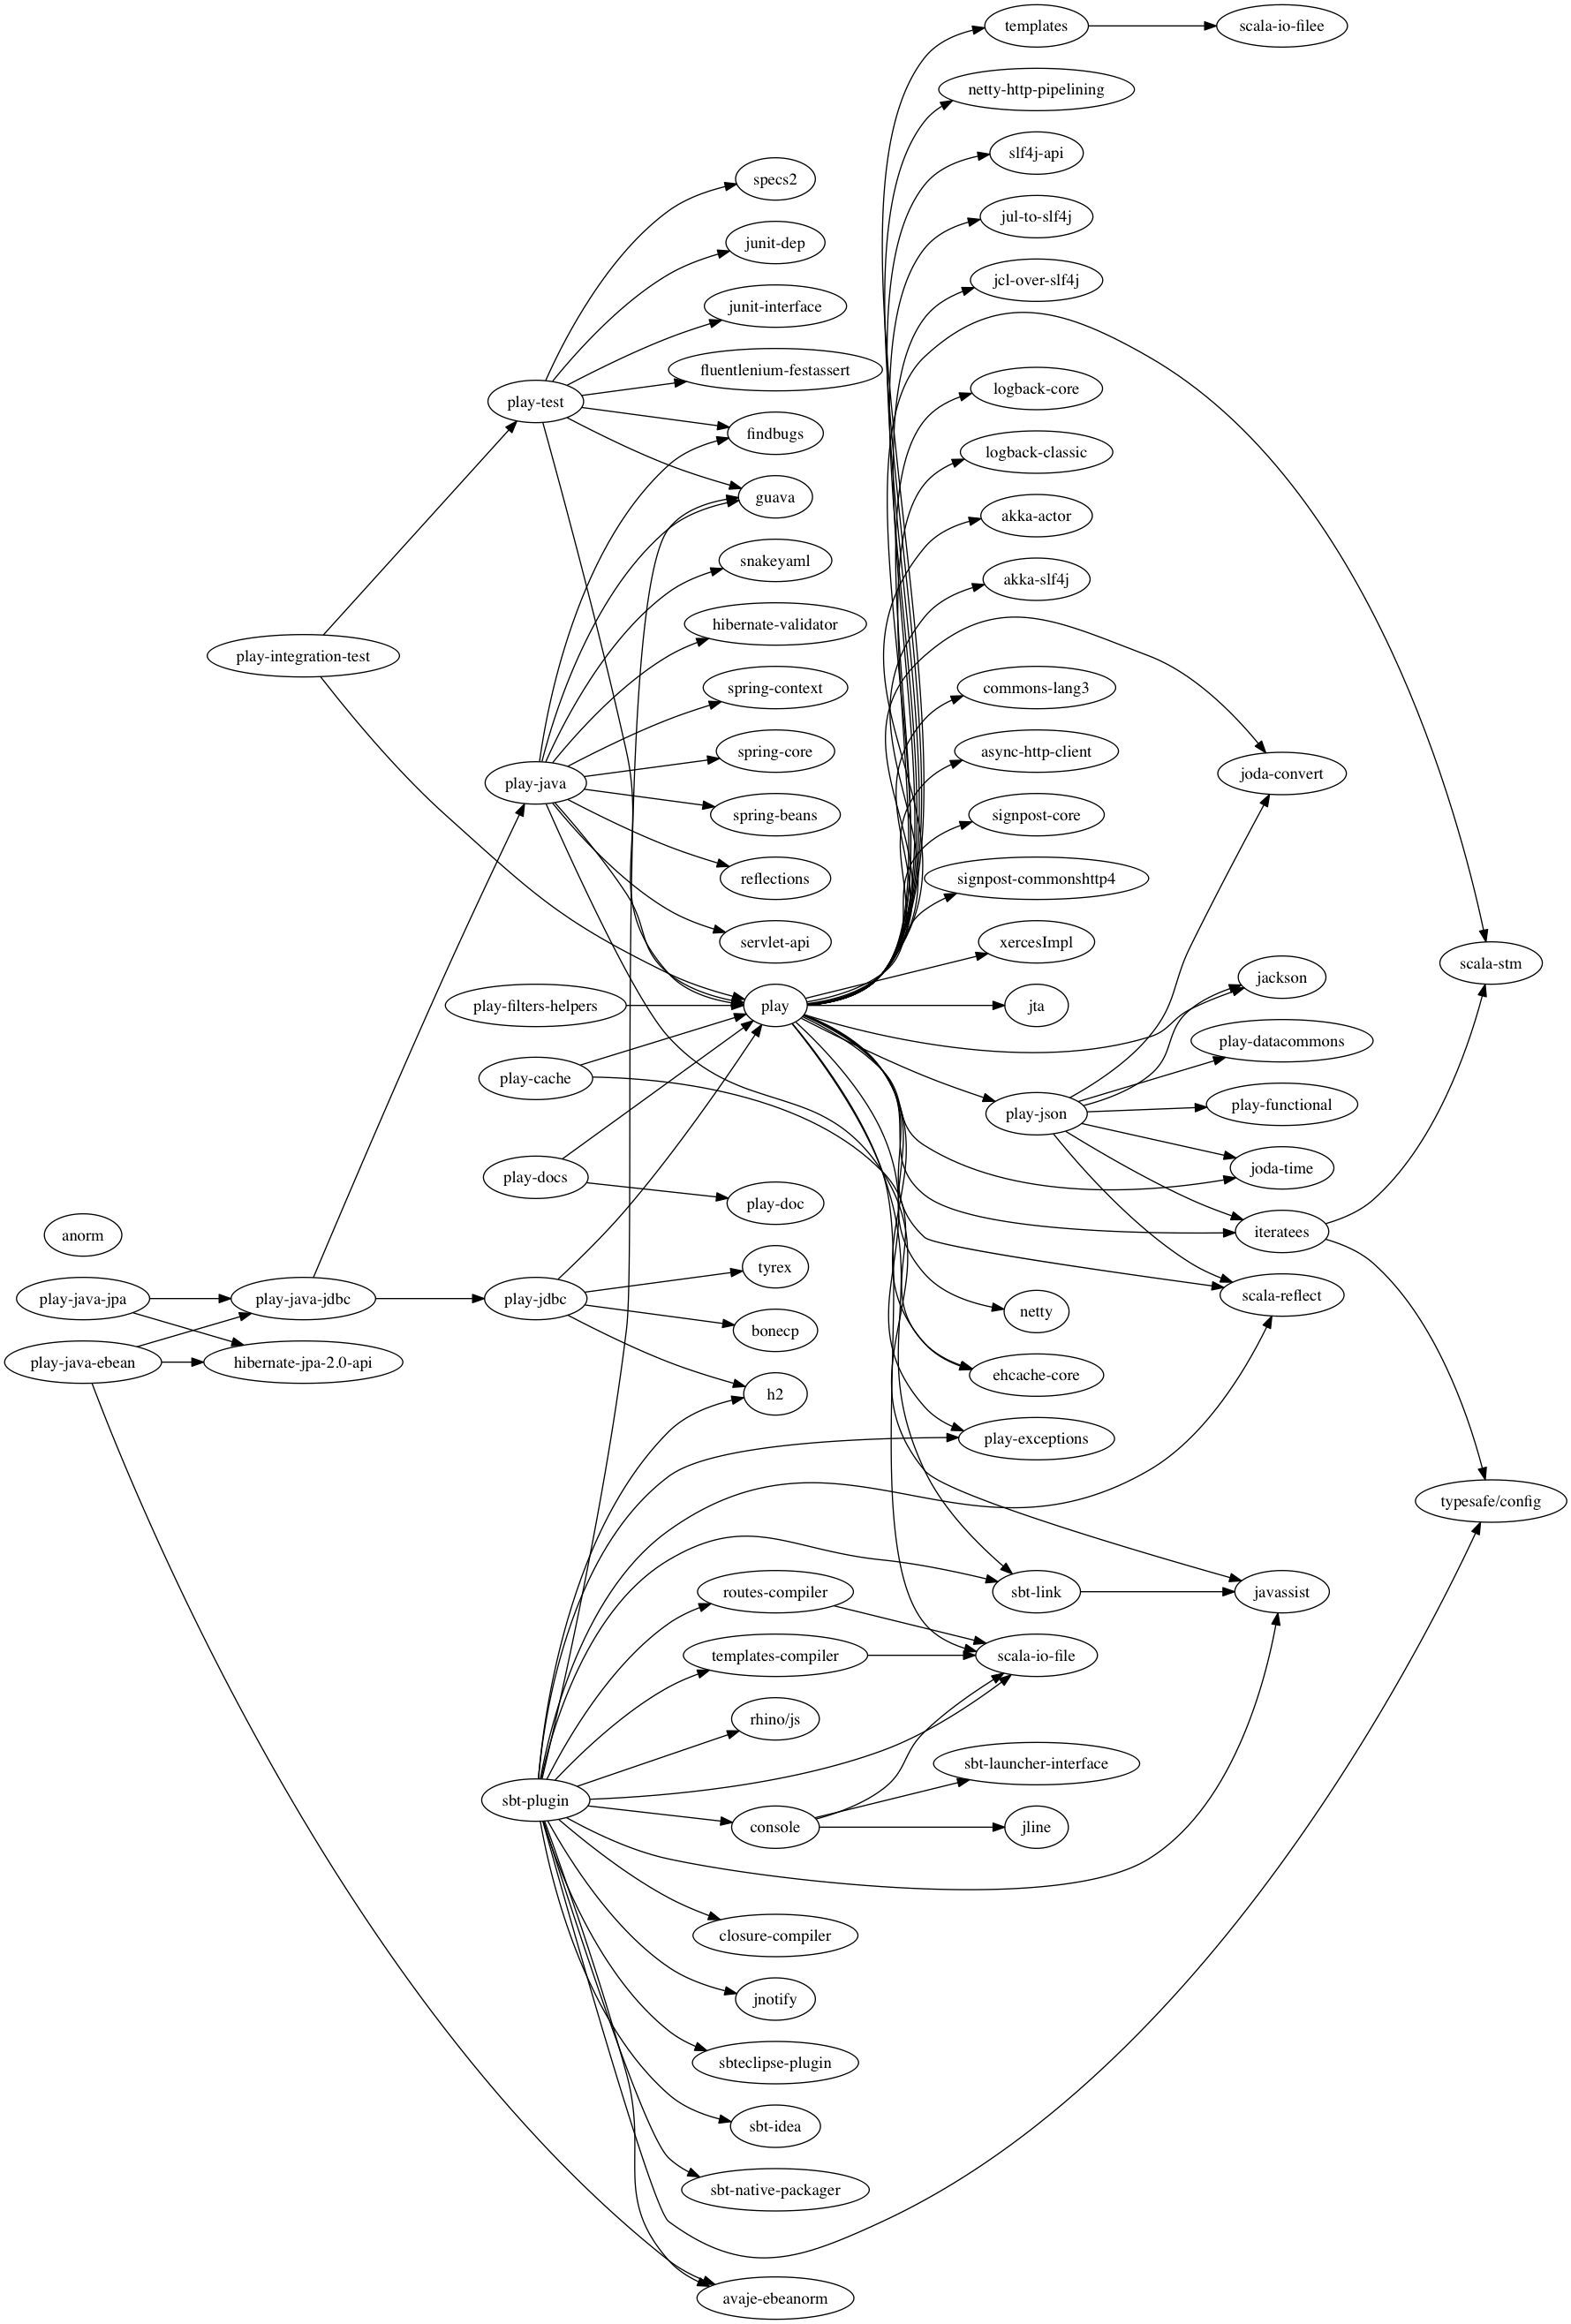 templates
scala-io-filee
netty-http-pipelining
slf4j-api
specs2
jul-to-slf4j
junit-dep
jcl-over-slf4j
junit-interface
fluentlenium-festassert
logback-core
play-test
findbugs
logback-classic
guava
akka-actor
snakeyaml
akka-slf4j
hibernate-validator
play-integration-test
spring-context
commons-lang3
spring-core
async-http-client
joda-convert
play-java
spring-beans
signpost-core
reflections
signpost-commonshttp4
servlet-api
xercesImpl
scala-stm
jackson
play-filters-helpers
play
jta
play-datacommons
play-cache
play-json
play-functional
play-docs
joda-time
play-doc
anorm
iteratees
tyrex
play-java-jpa
play-java-jdbc
play-jdbc
scala-reflect
netty
bonecp
play-java-ebean
hibernate-jpa-2.0-api
ehcache-core
h2
play-exceptions
typesafe/config
routes-compiler
sbt-link
javassist
templates-compiler
scala-io-file
rhino/js
sbt-launcher-interface
sbt-plugin
console
jline
closure-compiler
jnotify
sbteclipse-plugin
sbt-idea
sbt-native-packager
avaje-ebeanorm